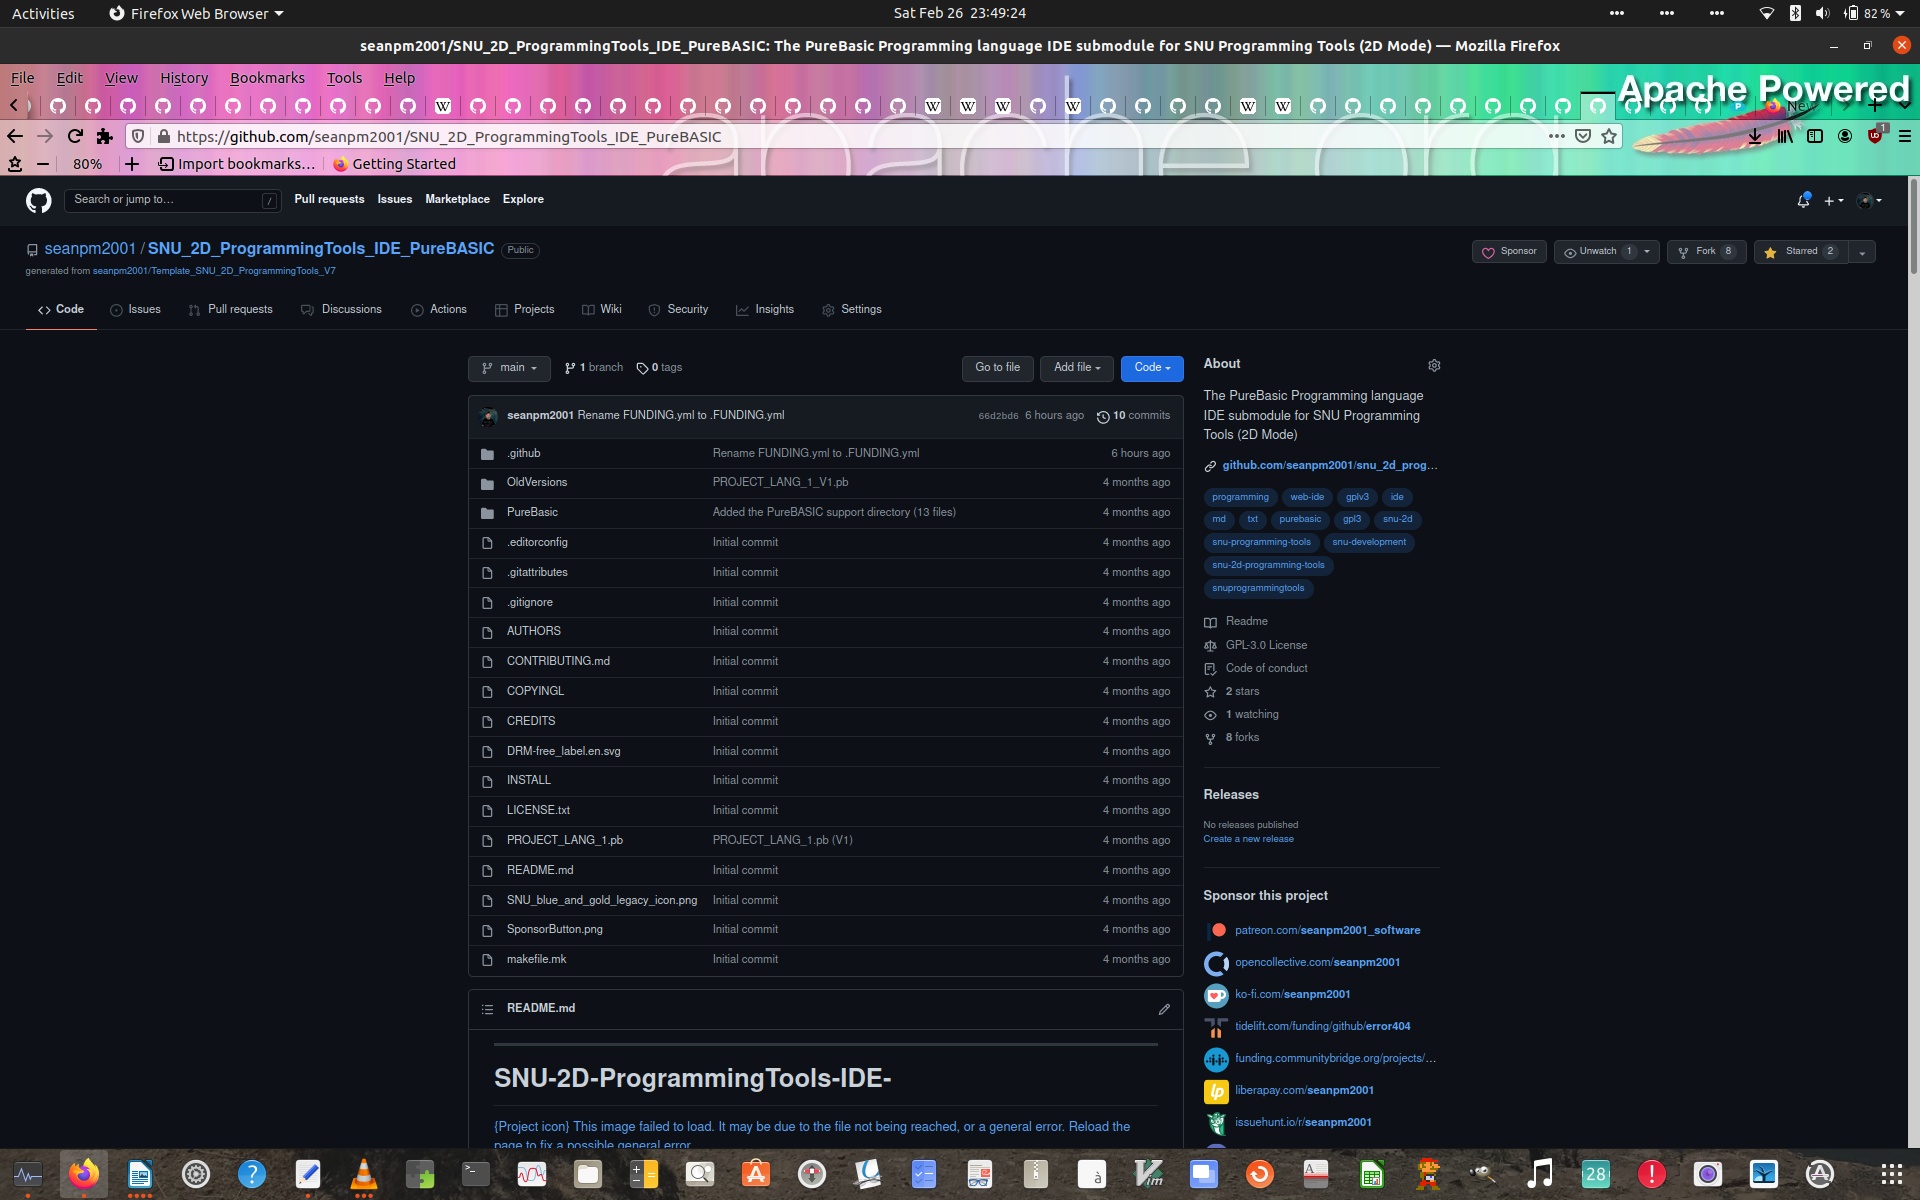 Activities
Firefox Web Browser
Sat Feb 26 23:49:24
82 %
seanpm2001/SNU_2D_ProgrammingTools_IDE_PureBASIC: The PureBasic Programming language IDE submodule for SNU Programming Tools (2D Mode) — Mozilla Firefox
File Edit View History Bookmarks Tools Help
Apache Powered
New
https://github.com/seanpm2001/SNU_2D_ProgrammingTools_IDE_PureBASIC
80%
Import bookmarks…
Getting Started
Search or jump to…
/
Pull requests Issues Marketplace Explore
seanpm2001 / SNU_2D_ProgrammingTools_IDE_PureBASIC Public
Sponsor
Unwatch 1
Fork 8
Starred 2
generated from seanpm2001/Template_SNU_2D_ProgrammingTools_V7
Code Issues Pull requests Discussions Actions Projects Wiki Security Insights Settings
main 1 branch 0 tags
Go to file Add file Code
seanpm2001 Rename FUNDING.yml to .FUNDING.yml 66d2bd6 6 hours ago 10 commits
.github Rename FUNDING.yml to .FUNDING.yml 6 hours ago
OldVersions PROJECT_LANG_1_V1.pb 4 months ago
PureBasic Added the PureBASIC support directory (13 files) 4 months ago
.editorconfig Initial commit 4 months ago
.gitattributes Initial commit 4 months ago
.gitignore Initial commit 4 months ago
AUTHORS Initial commit 4 months ago
CONTRIBUTING.md Initial commit 4 months ago
COPYINGL Initial commit 4 months ago
CREDITS Initial commit 4 months ago
DRM-free_label.en.svg Initial commit 4 months ago
INSTALL Initial commit 4 months ago
LICENSE.txt Initial commit 4 months ago
PROJECT_LANG_1.pb PROJECT_LANG_1.pb (V1) 4 months ago
README.md Initial commit 4 months ago
SNU_blue_and_gold_legacy_icon.png Initial commit 4 months ago
SponsorButton.png Initial commit 4 months ago
makefile.mk Initial commit 4 months ago
README.md
SNU-2D-ProgrammingTools-IDE-
{Project icon} This image failed to load. It may be due to the file not being reached, or a general error. Reload the
page to fix a possible general error.
About
The PureBasic Programming language
IDE submodule for SNU Programming
Tools (2D Mode)
github.com/seanpm2001/snu_2d_prog…
programming web-ide gplv3 ide
md txt purebasic gpl3 snu-2d
snu-programming-tools snu-development
snu-2d-programming-tools
snuprogrammingtools
Readme
GPL-3.0 License
Code of conduct
2 stars
1 watching
8 forks
Releases
No releases published
Create a new release
Sponsor this project
patreon.com/seanpm2001_software
opencollective.com/seanpm2001
ko-fi.com/seanpm2001
tidelift.com/funding/github/error404
funding.communitybridge.org/projects/…
liberapay.com/seanpm2001
issuehunt.io/r/seanpm2001
28